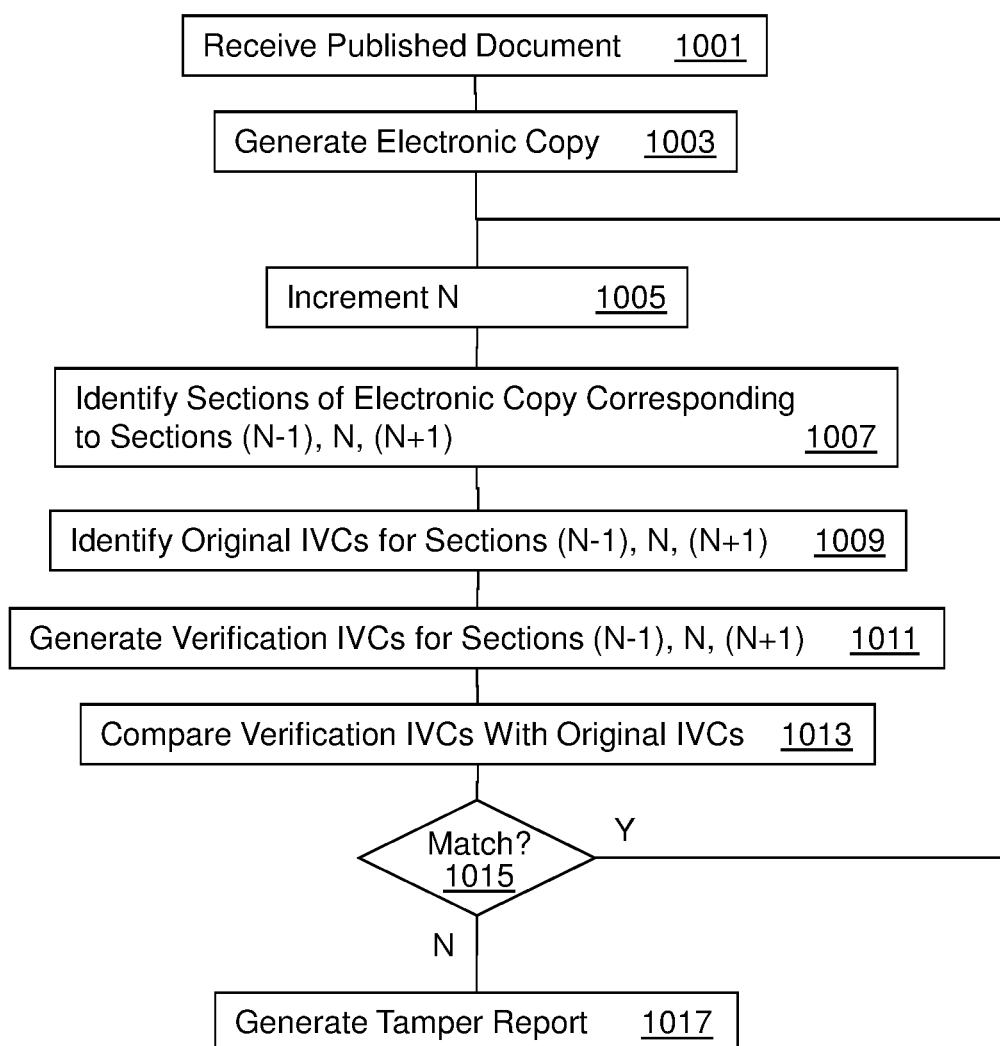 Receive Published Document 1001
Generate Electronic Copy 1003
Increment N 1005
Identify Sections of Electronic Copy Corresponding
to Sections (N-1), N, (N+1) 1007
Identify Original IVCs for Sections (N-1), N, (N+1) 1009
Generate Verification IVCs for Sections (N-1), N, (N+1) 1011
Compare Verification IVCs With Original IVCs 1013
Match?
1015
Y
N
Generate Tamper Report 1017